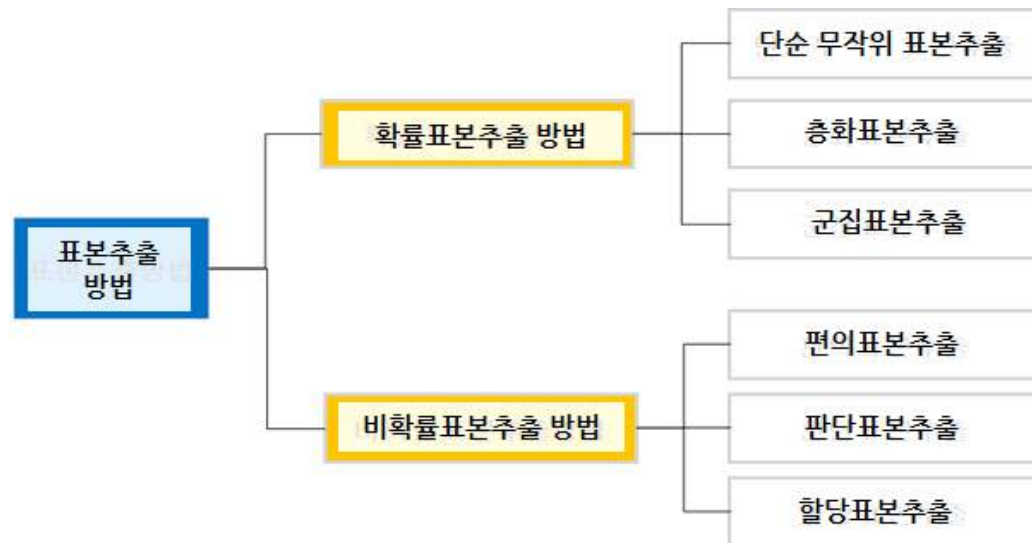 표본추출
방법
확률표본추출 방법
단순 무작위 표본추출
층화표본추출
군집표본추출
비확률표본추출 방법
편의표본추출
판단표본추출
할당표본추출